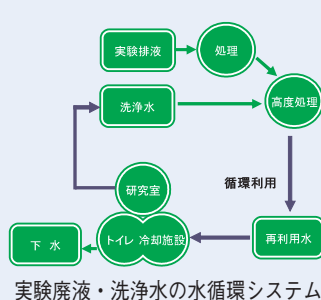 実験排液
処理
洗浄水
高度処理
循環利用
研究室
トイレ 冷却施設
再利用水
下水
実験廃液・洗浄水の水循環システム